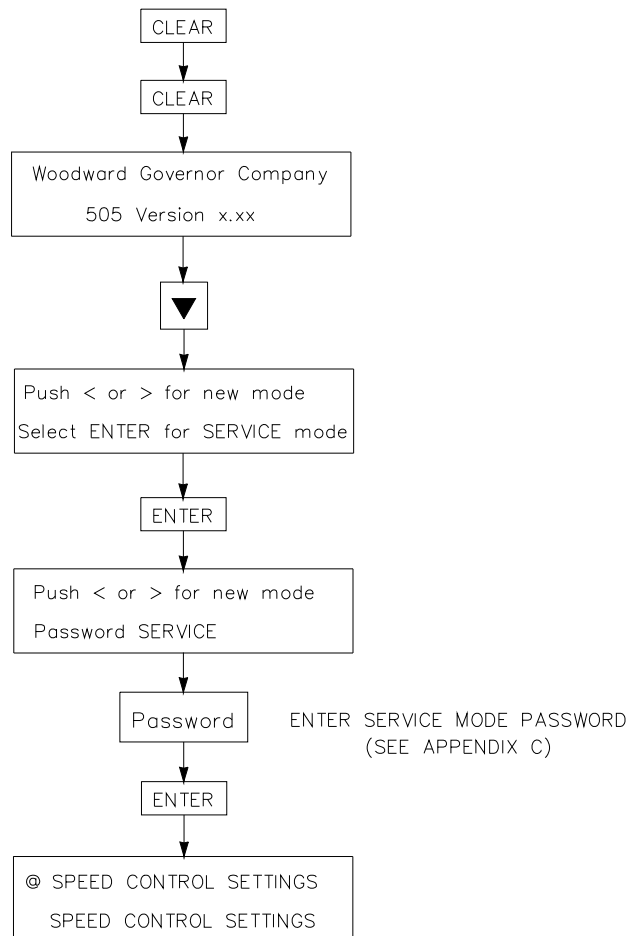 CLEAR
CLEAR
Woodward Governor Company
505 Version x.xx
▼
Push < or > for new mode
Select ENTER for SERVICE mode
ENTER
Push < or > for new mode
Password SERVICE
Password
ENTER SERVICE MODE PASSWORD
(SEE APPENDIX C)
ENTER
@ SPEED CONTROL SETTINGS
SPEED CONTROL SETTINGS